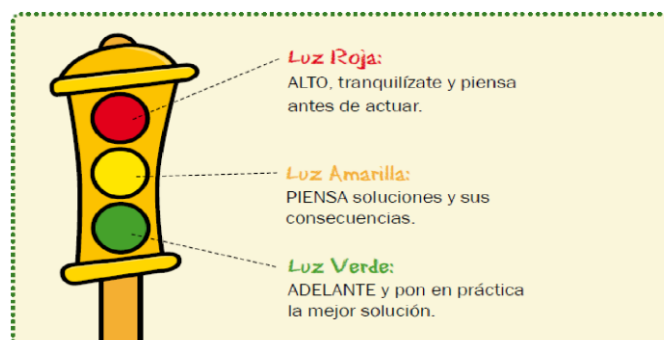 Luz Roja:
ALTO, tranquilízate y piensa
antes de actuar.
Luz Amarilla:
PIENSA soluciones y sus
consecuencias.
Luz Verde:
ADELANTE y pon en práctica
la mejor solución.